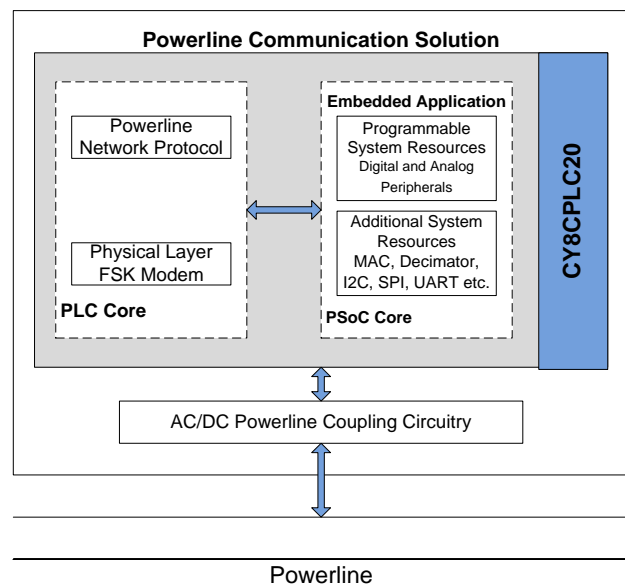 Powerline Communication Solution
Powerline
Network Protocol
Physical Layer
FSK Modem
PLC Core
Embedded Application
Programmable
System Resources
Digital and Analog
Peripherals
Additional System
Resources
MAC, Decimator,
I2C, SPI, UART etc.
PSoC Core
CY8CPLC20
AC/DC Powerline Coupling Circuitry
Powerline